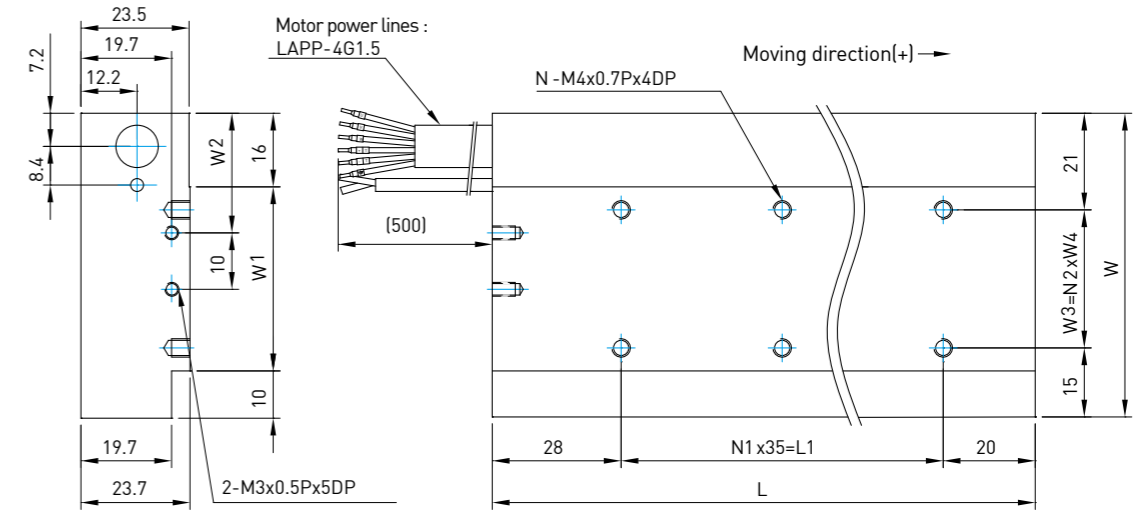 23.5
19.7
12.2
7.2
8.4
W2
16
10
W1
10
19.7
23.7
2-M3x0.5Px5DP
Motor power lines :
LAPP-4G1.5
(500)
N -M4x0.7Px4DP
Moving direction(+)
21
W3=N2xW4
W
15
28
N1x35=L1
20
L